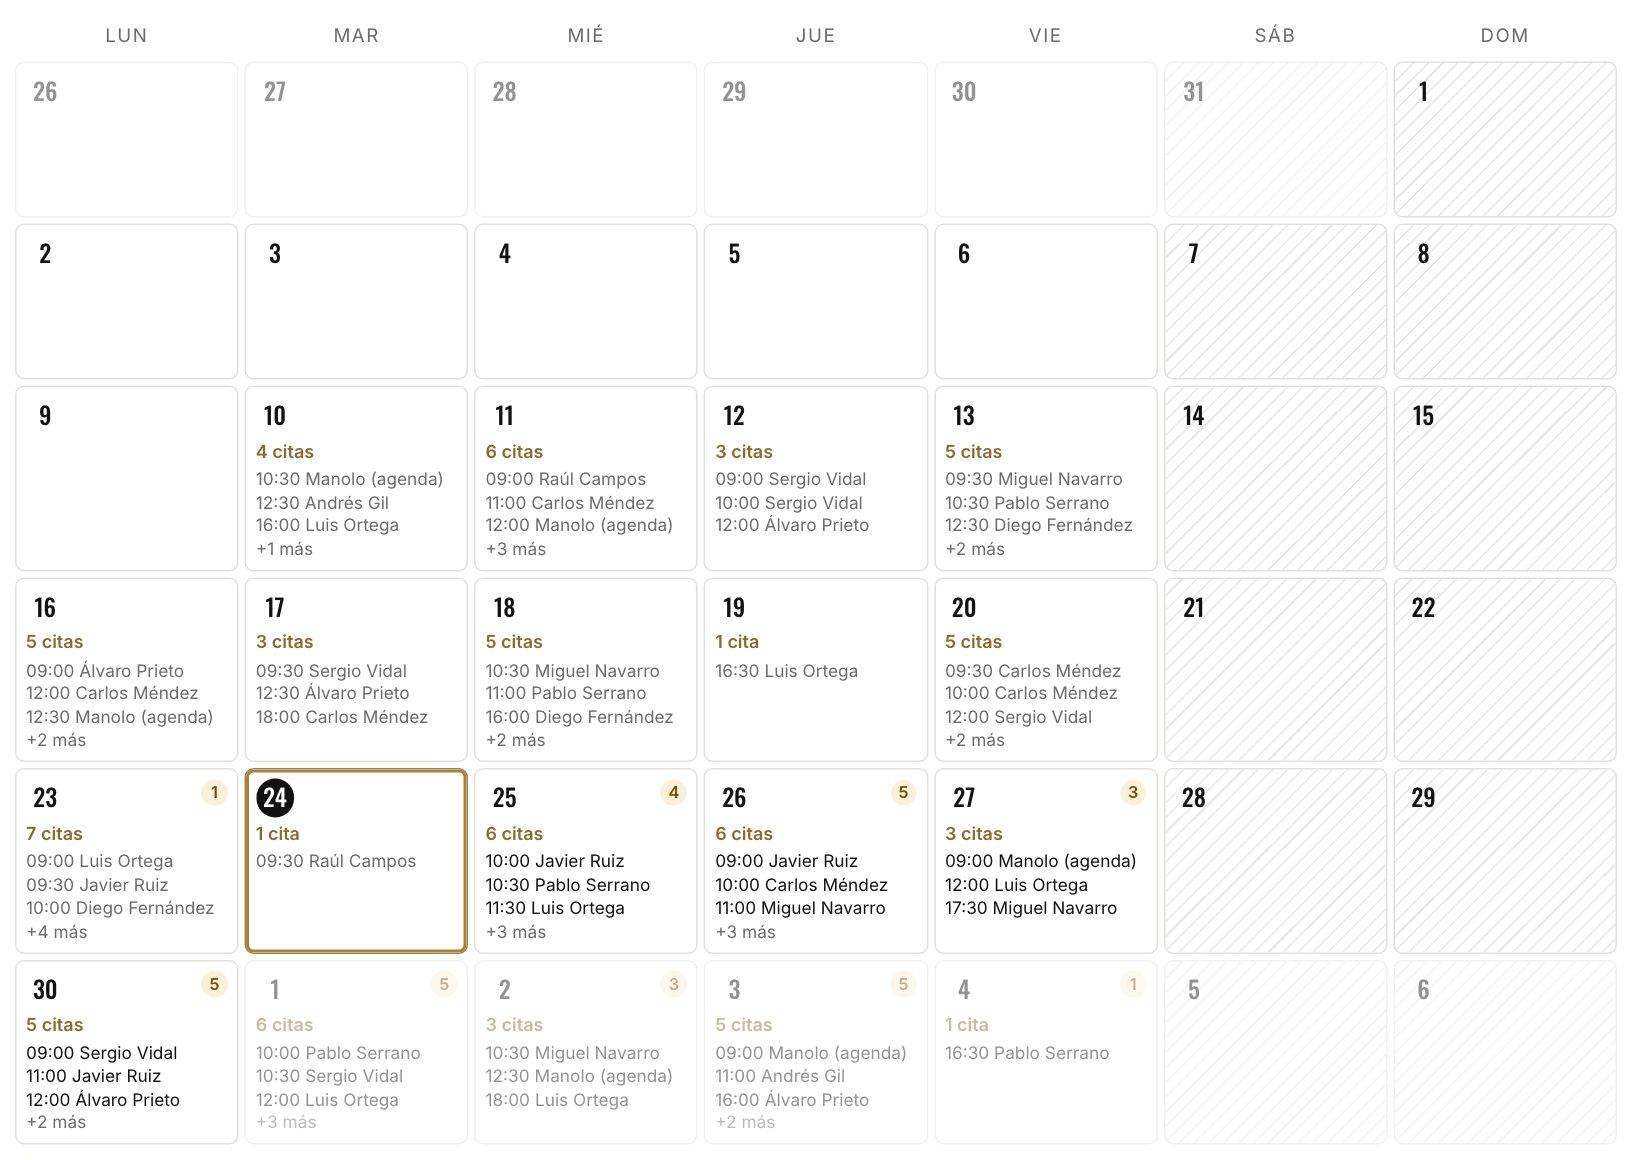 LUN
MAR
MIÉ
JUE
VIE
SÁB
DOM
26
27
28
29
30
31
1
2
3
4
5
6
7
8
9
10
4 citas
10:30 Manolo (agenda)
12:30 Andrés Gil
16:00 Luis Ortega
+1 más
11
6 citas
09:00 Raúl Campos
11:00 Carlos Méndez
12:00 Manolo (agenda)
+3 más
12
3 citas
09:00 Sergio Vidal
10:00 Sergio Vidal
12:00 Álvaro Prieto
13
5 citas
09:30 Miguel Navarro
10:30 Pablo Serrano
12:30 Diego Fernández
+2 más
14
15
16
5 citas
09:00 Álvaro Prieto
12:00 Carlos Méndez
12:30 Manolo (agenda)
+2 más
17
3 citas
09:30 Sergio Vidal
12:30 Álvaro Prieto
18:00 Carlos Méndez
18
5 citas
10:30 Miguel Navarro
11:00 Pablo Serrano
16:00 Diego Fernández
+2 más
19
1 cita
16:30 Luis Ortega
20
5 citas
09:30 Carlos Méndez
10:00 Carlos Méndez
12:00 Sergio Vidal
+2 más
21
22
23
1
7 citas
09:00 Luis Ortega
09:30 Javier Ruiz
10:00 Diego Fernández
+4 más
24
1 cita
09:30 Raúl Campos
25
4
6 citas
10:00 Javier Ruiz
10:30 Pablo Serrano
11:30 Luis Ortega
+3 más
26
5
6 citas
09:00 Javier Ruiz
10:00 Carlos Méndez
11:00 Miguel Navarro
+3 más
27
3
3 citas
09:00 Manolo (agenda)
12:00 Luis Ortega
17:30 Miguel Navarro
28
29
30
5
5 citas
09:00 Sergio Vidal
11:00 Javier Ruiz
12:00 Álvaro Prieto
+2 más
1
5
6 citas
10:00 Pablo Serrano
10:30 Sergio Vidal
12:00 Luis Ortega
+3 más
2
3
3 citas
10:30 Miguel Navarro
12:30 Manolo (agenda)
18:00 Luis Ortega
3
5
5 citas
09:00 Manolo (agenda)
11:00 Andrés Gil
16:00 Álvaro Prieto
+2 más
4
1
1 cita
16:30 Pablo Serrano
5
6